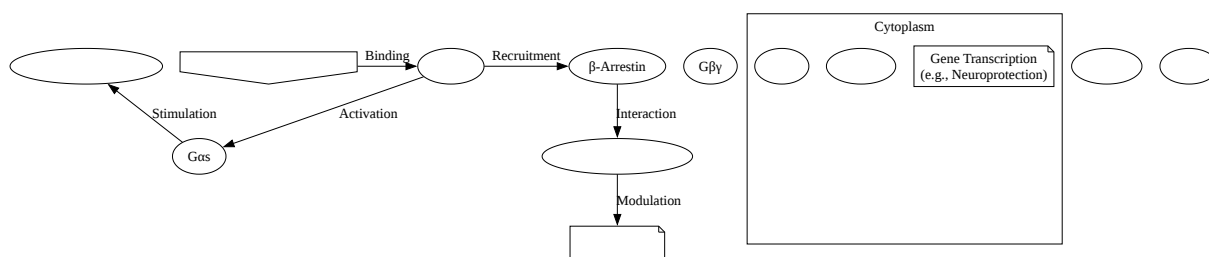 Cytoplasm
Binding
Recruitment
β-Arrestin
Gβγ
Gene Transcription
(e.g., Neuroprotection)
Stimulation
Activation
Interaction
Gαs
Modulation